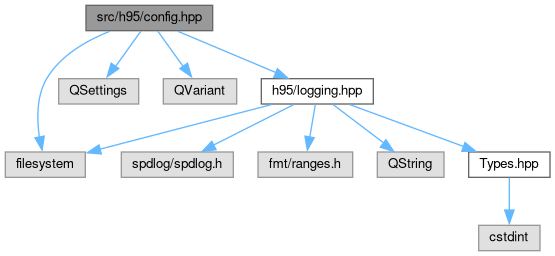 src/h95/config.hpp
QSettings
QVariant
h95/logging.hpp
filesystem
spdlog/spdlog.h
fmt/ranges.h
QString
Types.hpp
cstdint